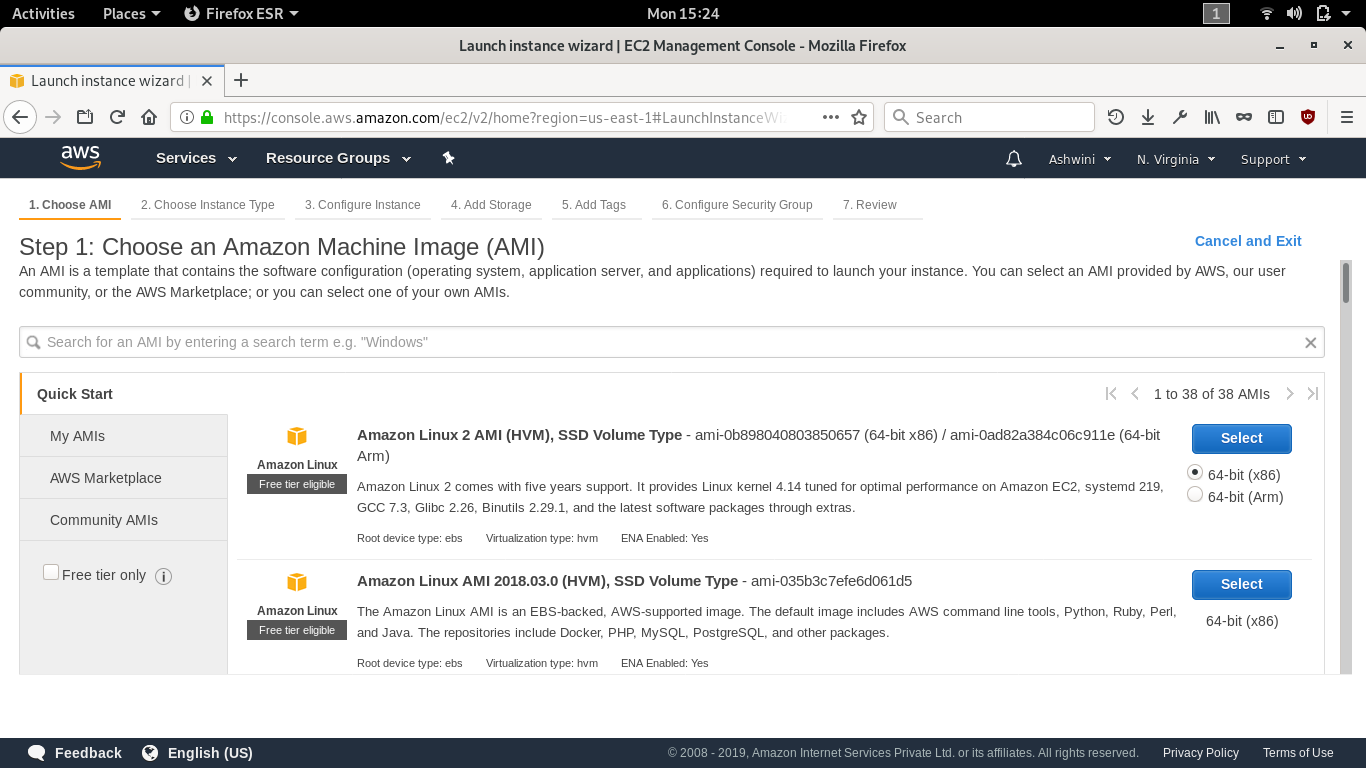 Activities Places Firefox ESR Mon 15:24 1
Launch instance wizard | EC2 Management Console - Mozilla Firefox
Launch instance wizard |
https://console.aws.amazon.com/ec2/v2/home?region=us-east-1#LaunchInstanceWi Search
aws Services Resource Groups Ashwini N. Virginia Support
1. Choose AMI 2. Choose Instance Type 3. Configure Instance 4. Add Storage 5. Add Tags 6. Configure Security Group 7. Review
Step 1: Choose an Amazon Machine Image (AMI) Cancel and Exit
An AMI is a template that contains the software configuration (operating system, application server, and applications) required to launch your instance. You can select an AMI provided by AWS, our user
community, or the AWS Marketplace; or you can select one of your own AMIs.
Search for an AMI by entering a search term e.g. "Windows"
Quick Start 1 to 38 of 38 AMIs
My AMIs
AWS Marketplace
Community AMIs
Free tier only
Amazon Linux
Free tier eligible
Amazon Linux 2 AMI (HVM), SSD Volume Type - ami-0b898040803850657 (64-bit x86) / ami-0ad82a384c06c911e (64-bit
Arm)
Amazon Linux 2 comes with five years support. It provides Linux kernel 4.14 tuned for optimal performance on Amazon EC2, systemd 219,
GCC 7.3, Glibc 2.26, Binutils 2.29.1, and the latest software packages through extras.
Root device type: ebs Virtualization type: hvm ENA Enabled: Yes
Select
64-bit (x86)
64-bit (Arm)
Amazon Linux
Free tier eligible
Amazon Linux AMI 2018.03.0 (HVM), SSD Volume Type - ami-035b3c7efe6d061d5
The Amazon Linux AMI is an EBS-backed, AWS-supported image. The default image includes AWS command line tools, Python, Ruby, Perl,
and Java. The repositories include Docker, PHP, MySQL, PostgreSQL, and other packages.
Root device type: ebs Virtualization type: hvm ENA Enabled: Yes
Select
64-bit (x86)
Feedback English (US) © 2008 - 2019, Amazon Internet Services Private Ltd. or its affiliates. All rights reserved. Privacy Policy Terms of Use